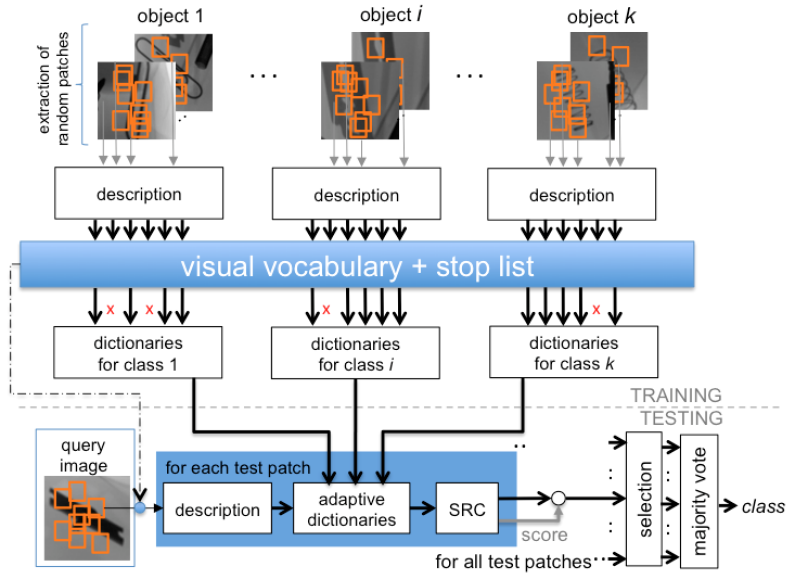 object 1
object i
object k
extraction of
random patches
. . .
. . .
description
description
description
visual vocabulary + stop list
x
x
x
x
dictionaries
for class 1
dictionaries
for class i
dictionaries
for class k
TRAINING
TESTING
query
image
for each test patch
description
adaptive
dictionaries
SRC
score
for all test patches
selection
majority vote
class